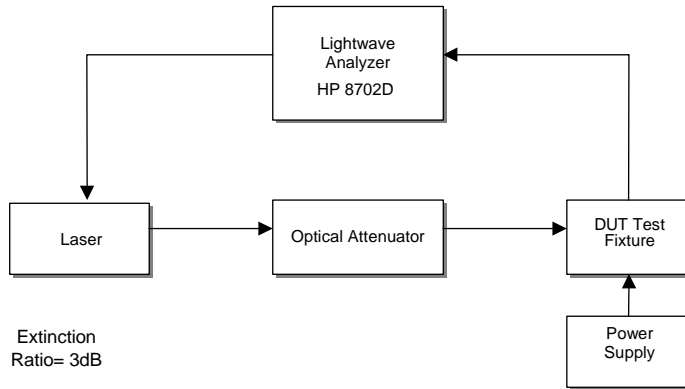 Lightwave
Analyzer
HP 8702D
Laser
Optical Attenuator
DUT Test
Fixture
Extinction
Ratio= 3dB
Power
Supply